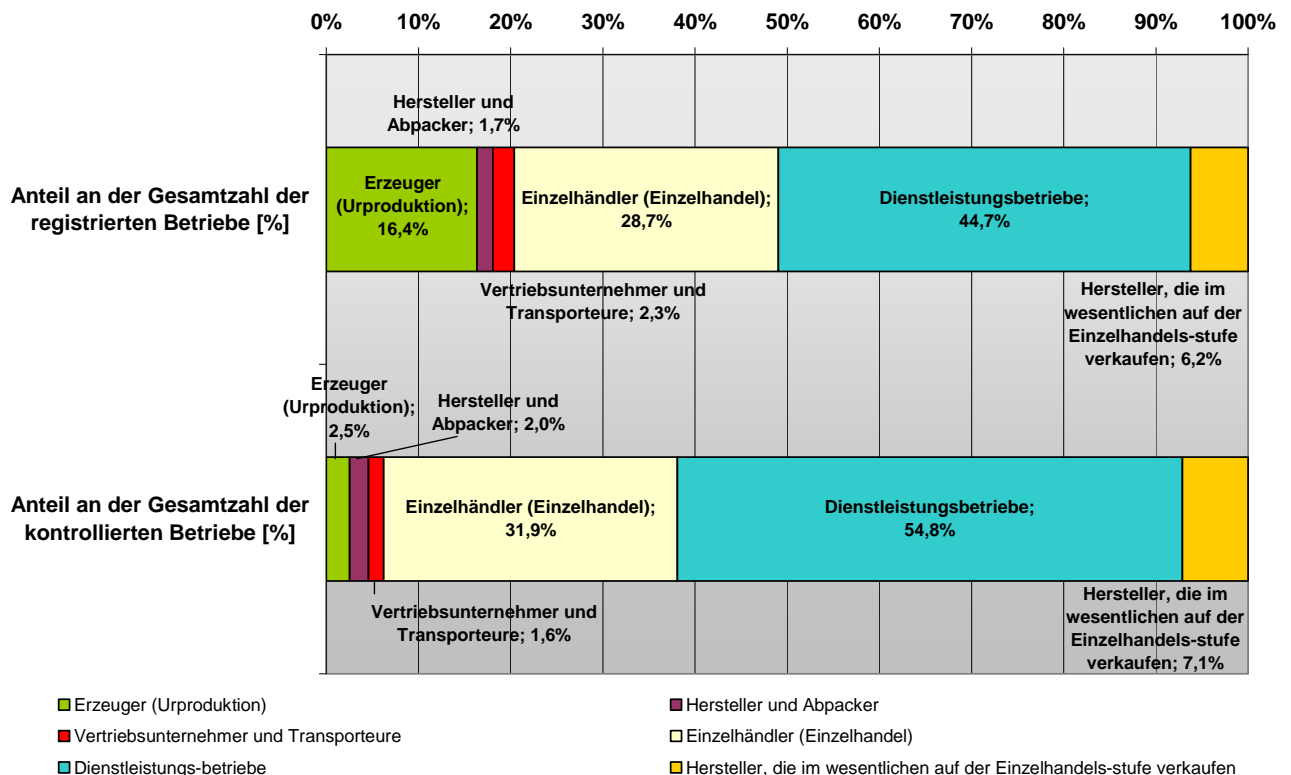 0% 10% 20% 30% 40% 50% 60% 70% 80% 90% 100%
Hersteller und
Abpacker; 1,7%
Anteil an der Gesamtzahl der
registrierten Betriebe [%]
Erzeuger
(Urproduktion);
16,4%
Einzelhändler (Einzelhandel);
28,7%
Dienstleistungsbetriebe;
44,7%
Vertriebsunternehmer und
Transporteure; 2,3%
Hersteller, die im
wesentlichen auf der
Einzelhandels-stufe
verkaufen; 6,2%
Erzeuger
(Urproduktion);
2,5%
Hersteller und
Abpacker; 2,0%
Anteil an der Gesamtzahl der
kontrollierten Betriebe [%]
Einzelhändler (Einzelhandel);
31,9%
Dienstleistungsbetriebe;
54,8%
Vertriebsunternehmer und
Transporteure; 1,6%
Hersteller, die im
wesentlichen auf der
Einzelhandels-stufe
verkaufen; 7,1%
Erzeuger (Urproduktion)
Hersteller und Abpacker
Vertriebsunternehmer und Transporteure
Einzelhändler (Einzelhandel)
Dienstleistungs-betriebe
Hersteller, die im wesentlichen auf der Einzelhandels-stufe verkaufen